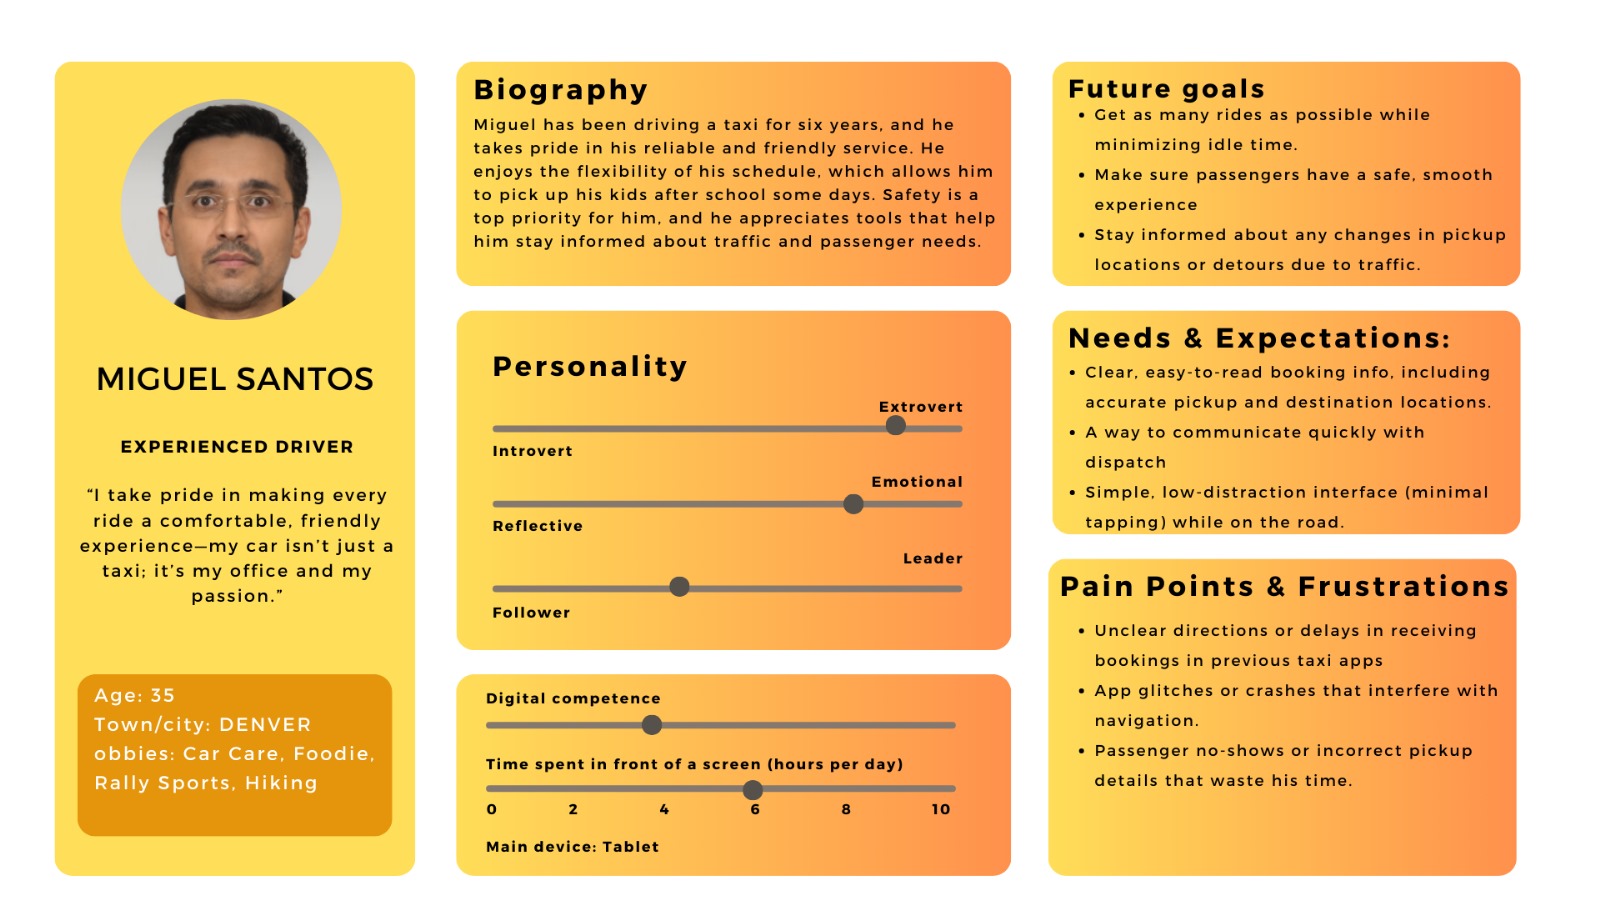 MIGUEL SANTOS
EXPERIENCED DRIVER
“I take pride in making every
ride a comfortable, friendly
experience—my car isn’t just a
taxi; it’s my office and my
passion.”
Age: 35
Town/city: DENVER
obbies: Car Care, Foodie,
Rally Sports, Hiking
Biography
Miguel has been driving a taxi for six years, and he
takes pride in his reliable and friendly service. He
enjoys the flexibility of his schedule, which allows him
to pick up his kids after school some days. Safety is a
top priority for him, and he appreciates tools that help
him stay informed about traffic and passenger needs.
Personality
Extrovert
Introvert
Emotional
Reflective
Leader
Follower
Digital competence
Time spent in front of a screen (hours per day)
0 2 4 6 8 10
Main device: Tablet
Future goals
• Get as many rides as possible while
minimizing idle time.
• Make sure passengers have a safe, smooth
experience
• Stay informed about any changes in pickup
locations or detours due to traffic.
Needs & Expectations:
• Clear, easy-to-read booking info, including
accurate pickup and destination locations.
• A way to communicate quickly with
dispatch
• Simple, low-distraction interface (minimal
tapping) while on the road.
Pain Points & Frustrations
• Unclear directions or delays in receiving
bookings in previous taxi apps
• App glitches or crashes that interfere with
navigation.
• Passenger no-shows or incorrect pickup
details that waste his time.